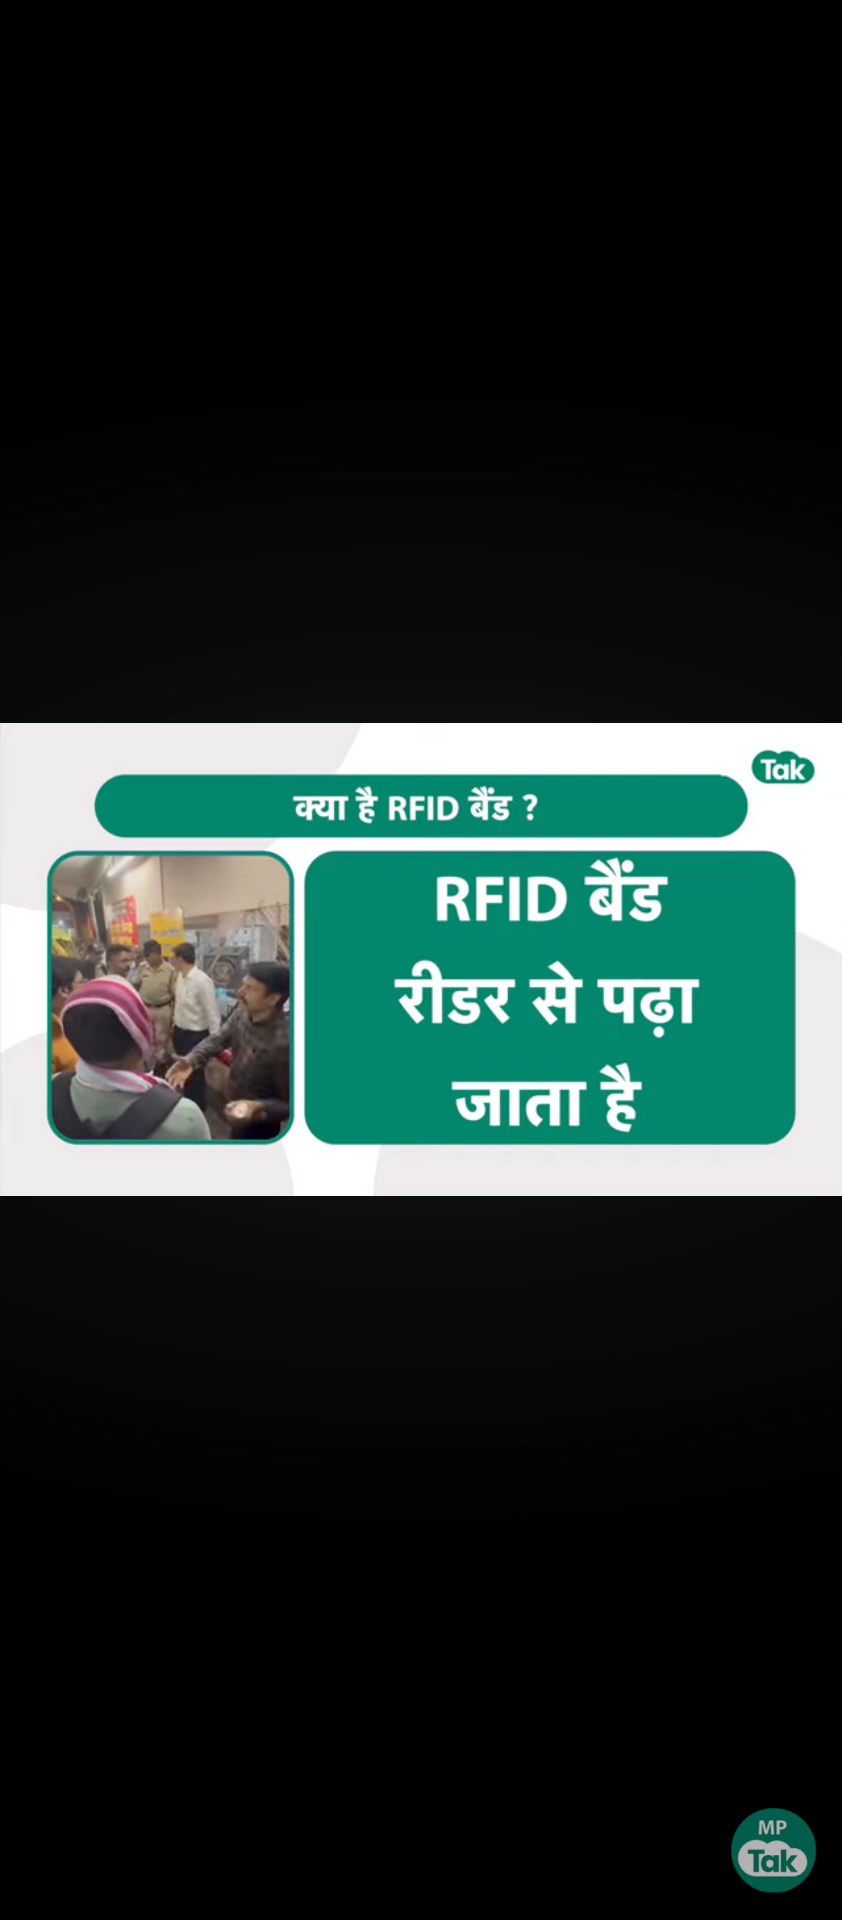 Tak
क्या है RFID बैंड ?
RFID बैंड
रीडर से पढ़ा
जाता है
MP
Tak